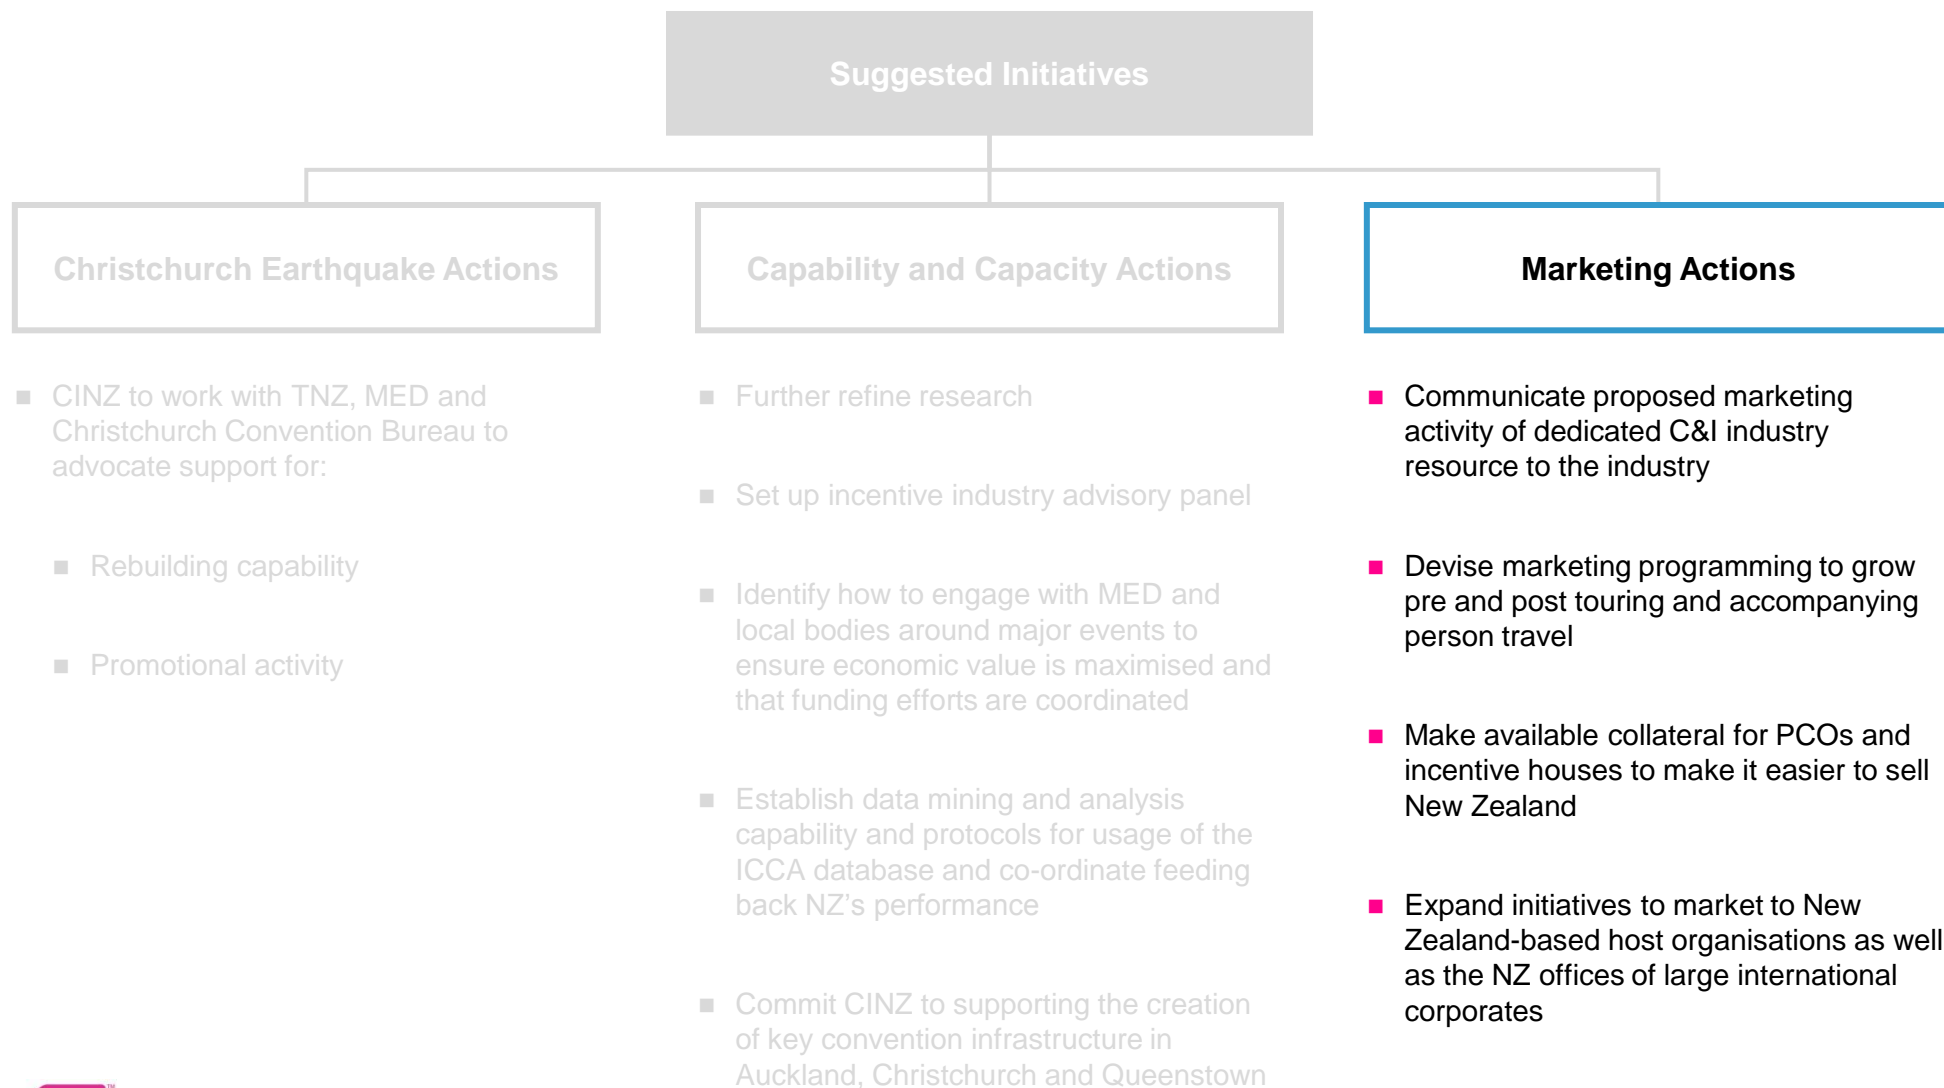 Suggested Initiatives
Christchurch Earthquake Actions
CINZ to work with TNZ, MED and
Christchurch Convention Bureau to
advocate support for:
Rebuilding capability
Promotional activity
Capability and Capacity Actions
Further refine research
Set up incentive industry advisory panel
Identify how to engage with MED and
local bodies around major events to
ensure economic value is maximised and
that funding efforts are coordinated
Establish data mining and analysis
capability and protocols for usage of the
ICCA database and co-ordinate feeding
back NZ's performance
Commit CINZ to supporting the creation
of key convention infrastructure in
Auckland, Christchurch and Queenstown
Marketing Actions
Communicate proposed marketing
activity of dedicated C&I industry
resource to the industry
Devise marketing programming to grow
pre and post touring and accompanying
person travel
Make available collateral for PCOs and
incentive houses to make it easier to sell
New Zealand
Expand initiatives to market to New
Zealand-based host organisations as well
as the NZ offices of large international
corporates
™